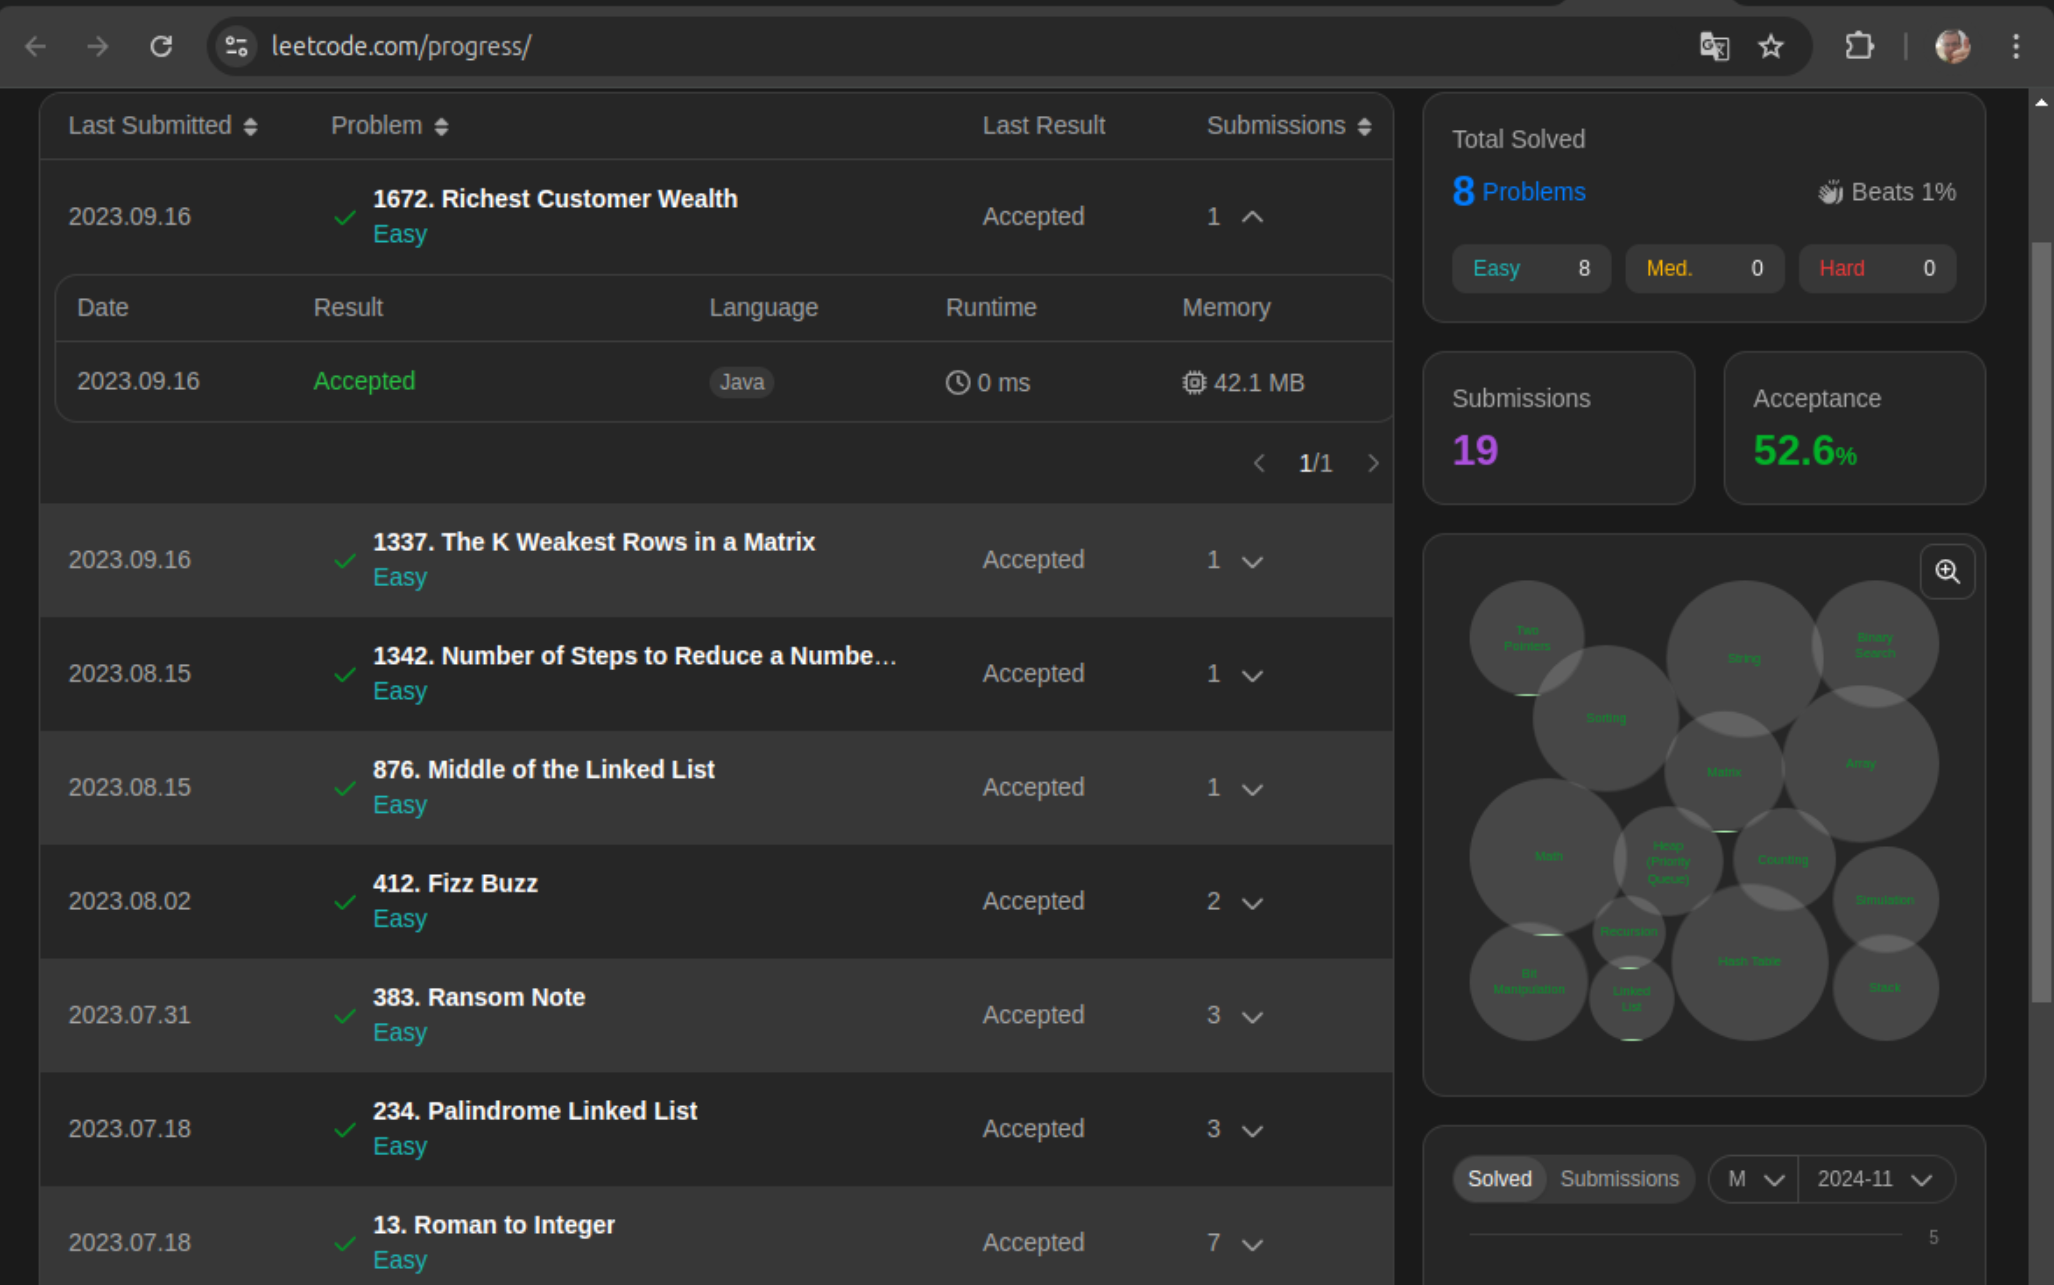 leetcode.com/progress/
Last Submitted Problem Last Result Submissions
2023.09.16 1672. Richest Customer Wealth Accepted 1
Easy
Date Result Language Runtime Memory
2023.09.16 Accepted Java 0 ms 42.1 MB
1/1
2023.09.16 1337. The K Weakest Rows in a Matrix Accepted 1
Easy
2023.08.15 1342. Number of Steps to Reduce a Numbe... Accepted 1
Easy
2023.08.15 876. Middle of the Linked List Accepted 1
Easy
2023.08.02 412. Fizz Buzz Accepted 2
Easy
2023.07.31 383. Ransom Note Accepted 3
Easy
2023.07.18 234. Palindrome Linked List Accepted 3
Easy
2023.07.18 13. Roman to Integer Accepted 7
Easy
Total Solved
8 Problems Beats 1%
Easy 8 Med. 0 Hard 0
Submissions
19
Acceptance
52.6%
Two
Pointers
String
Binary
Search
Sorting
Matrix
Array
Math
Heap
(Priority
Queue)
Counting
Simulation
Recursion
Hash Table
Bit
Manipulation
Linked
List
Stack
Solved Submissions M 2024-11
5